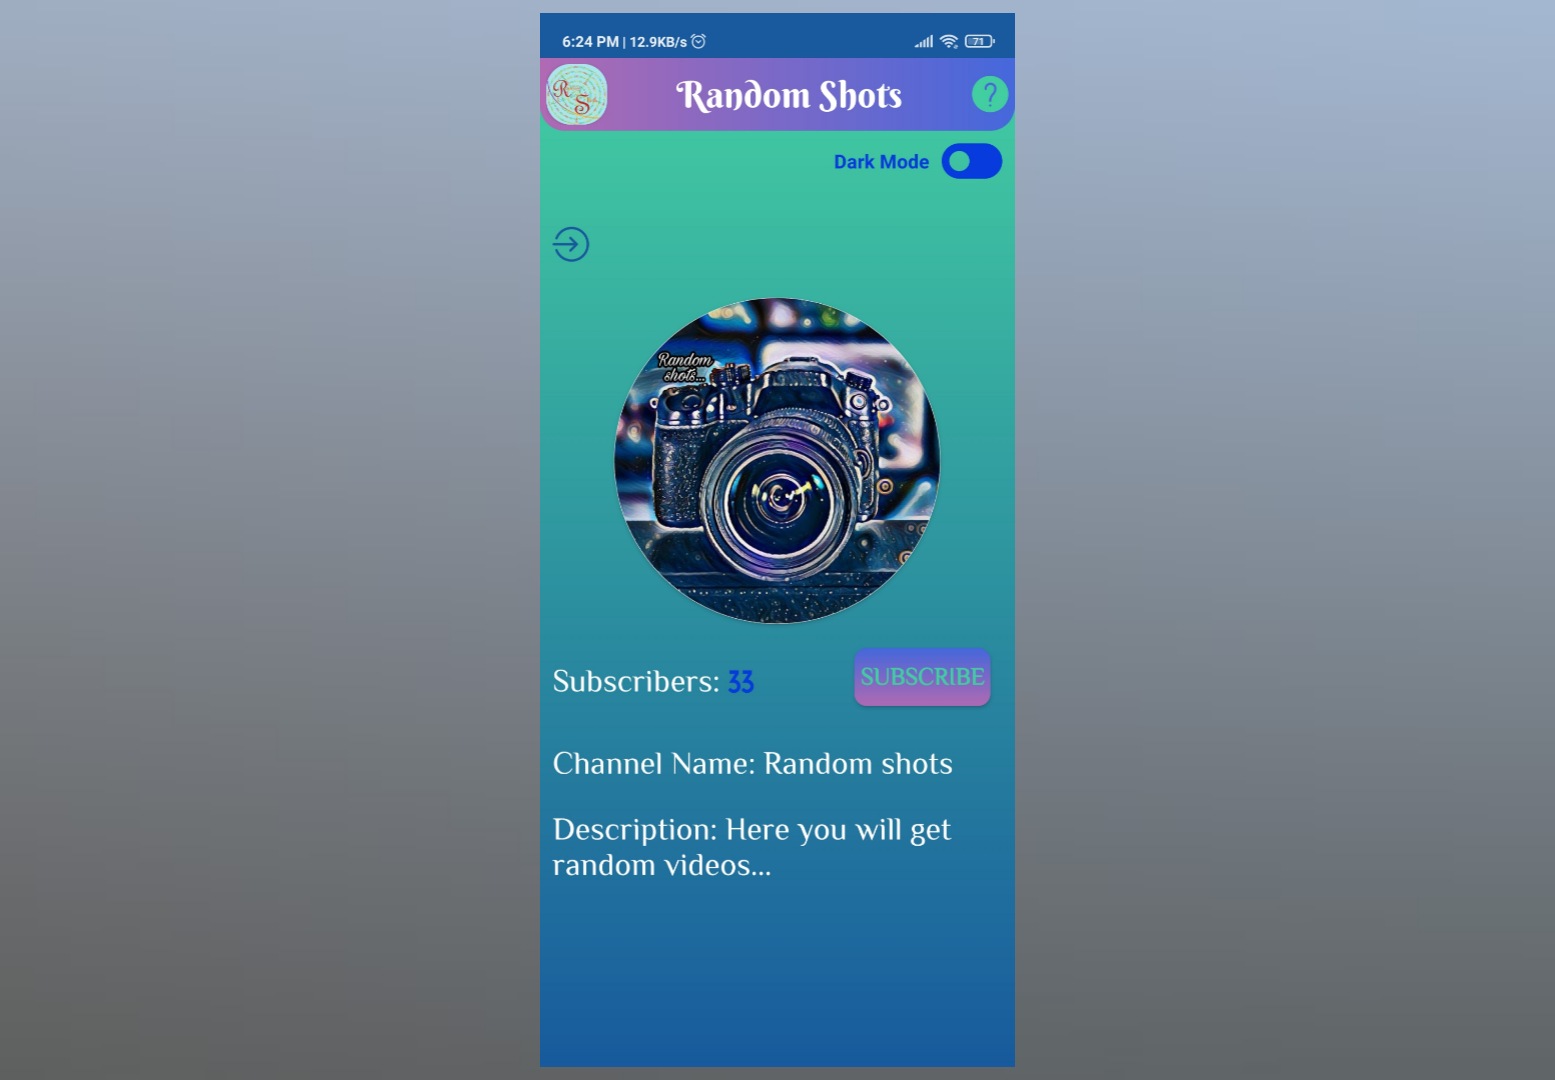 6:24 PM | 12.9KB/s
71
Random Shots
?
Dark Mode
Random
shots...
Subscribers: 33
SUBSCRIBE
Channel Name: Random shots
Description: Here you will get
random videos...